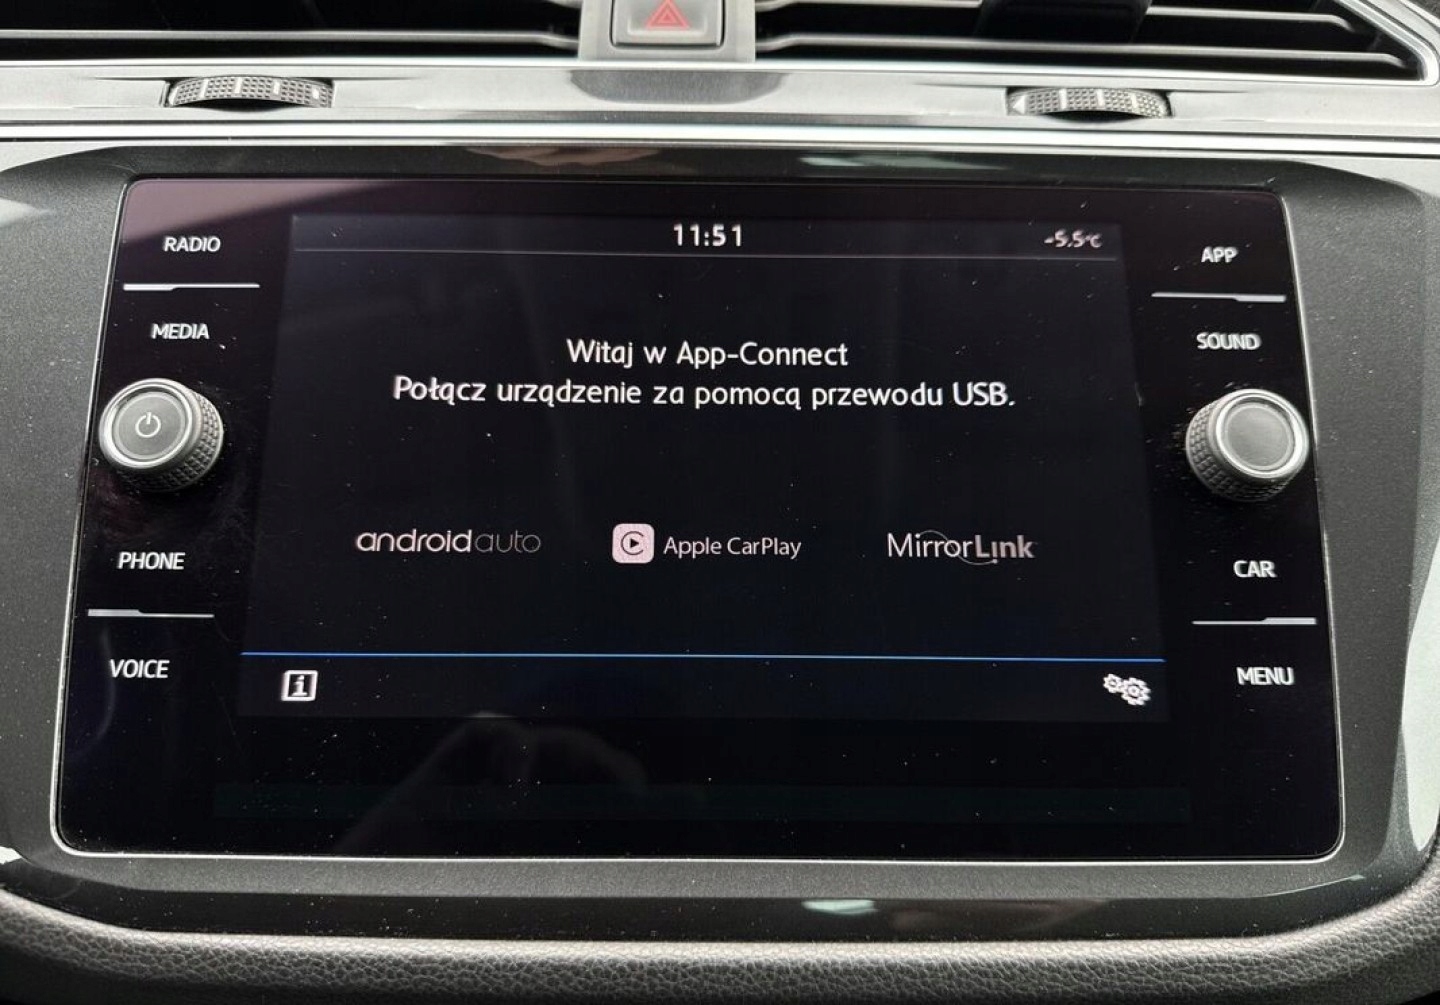 11:51
-5.5°C
RADIO
MEDIA
PHONE
VOICE
Witaj w App-Connect
Połącz urządzenie za pomocą przewodu USB.
androidauto
Apple CarPlay
MirrorLink
i
APP
SOUND
CAR
MENU